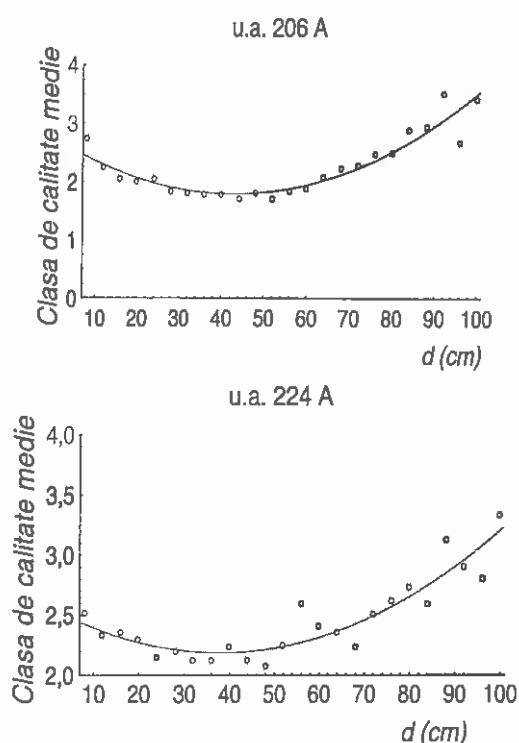 u.a. 206 A
Clasa de calitate medie
4
3
2
1
0
10 20 30 40 50 60 70 80 90 100
d (cm)
u.a. 224 A
Clasa de calitate medie
4,0
3,5
3,0
2,5
2,0
10 20 30 40 50 60 70 80 90 100
d (cm)